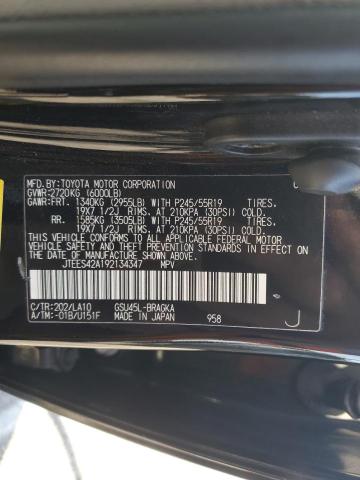 MFD.BY:TOYOTA MOTOR CORPORATION
GVWR:2720KG (6000LB)
GAWR:FRT. 1340KG (2955LB) WITH P245/55R19 TIRES,
19X7 1/2J RIMS, AT 210KPA (30PSI) COLD.
RR. 1585KG (3505LB) WITH P245/55R19 TIRES,
19X7 1/2J RIMS, AT 210KPA (30PSI) COLD.
THIS VEHICLE CONFORMS TO ALL APPLICABLE FEDERAL MOTOR
VEHICLE SAFETY, BUMPER, AND THEFT PREVENTION STANDARDS IN
EFFECT ON THE DATE OF MANUFACTURE SHOWN ABOVE.
JTEES42A192134347 MPV
C/TR:202/LA10 GSU45L-BRAGKA
A/TM:-01B/U151F MADE IN JAPAN 958 J